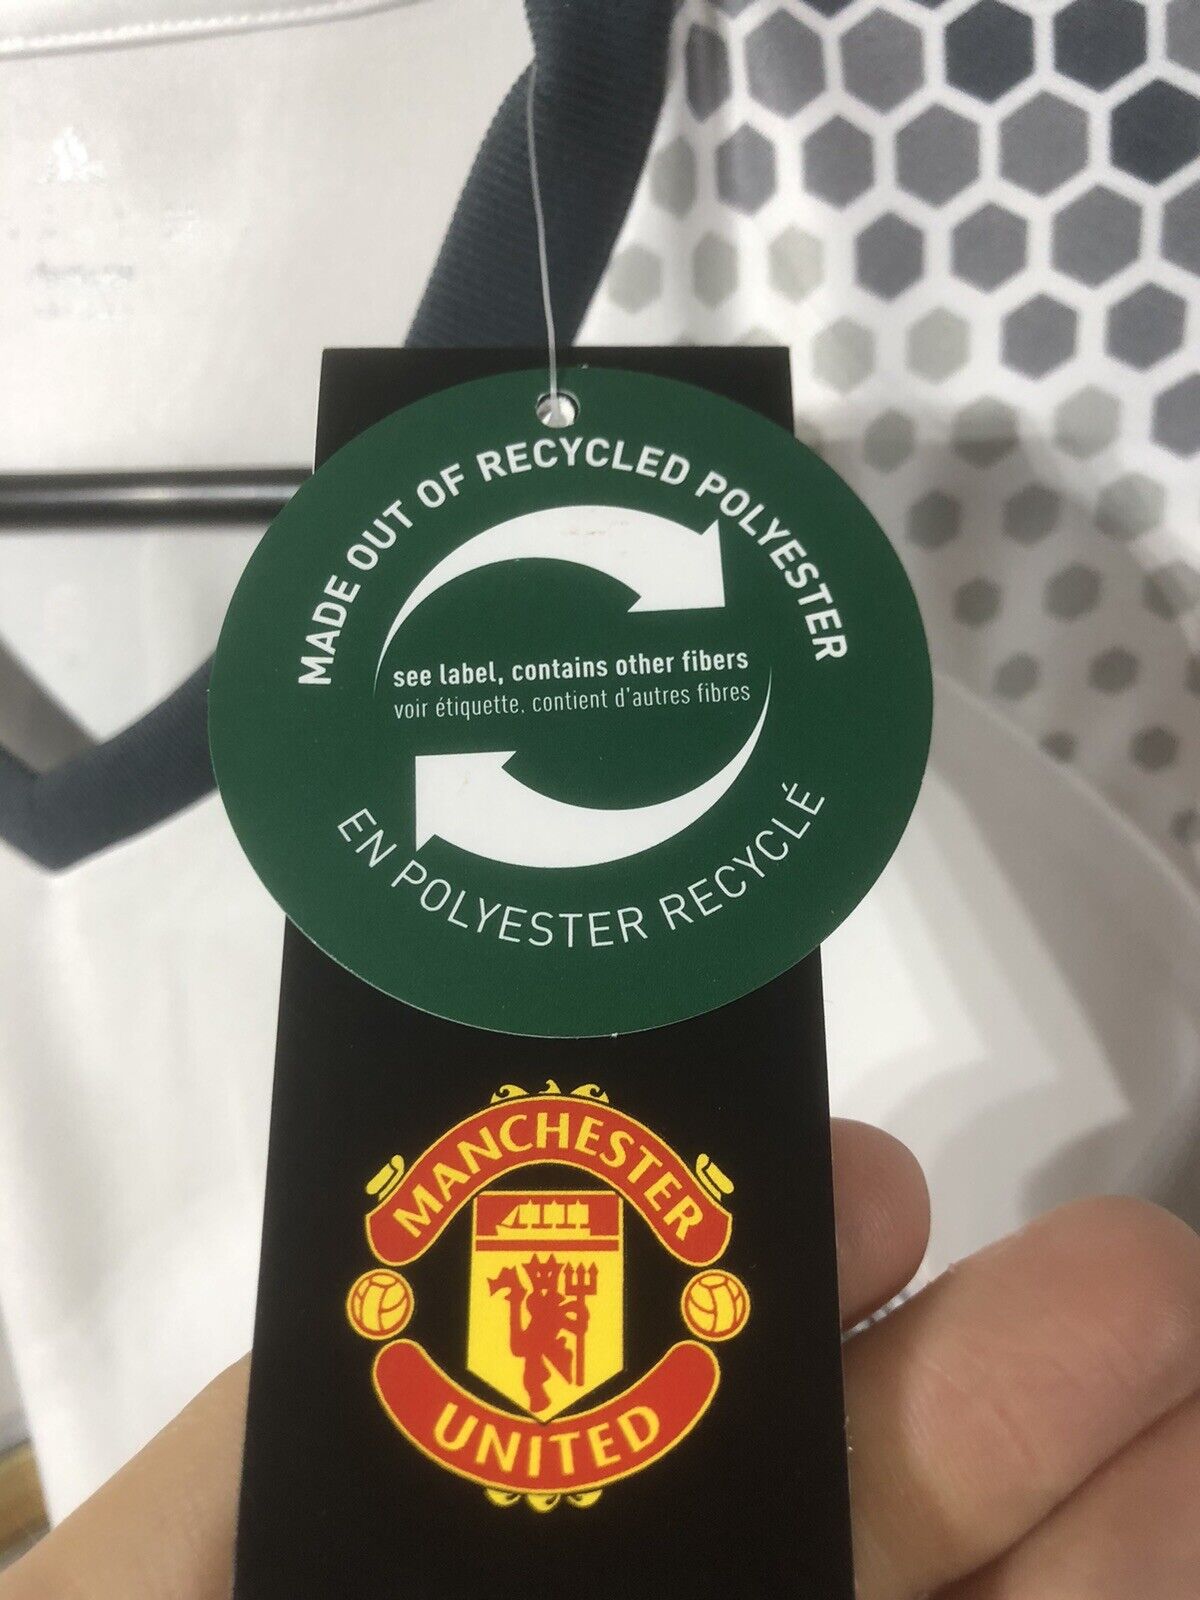 MADE OUT OF RECYCLED POLYESTER
see label, contains other fibers
voir étiquette, contient d'autres fibres
EN POLYESTER RECYCLÉ
MANCHESTER
UNITED